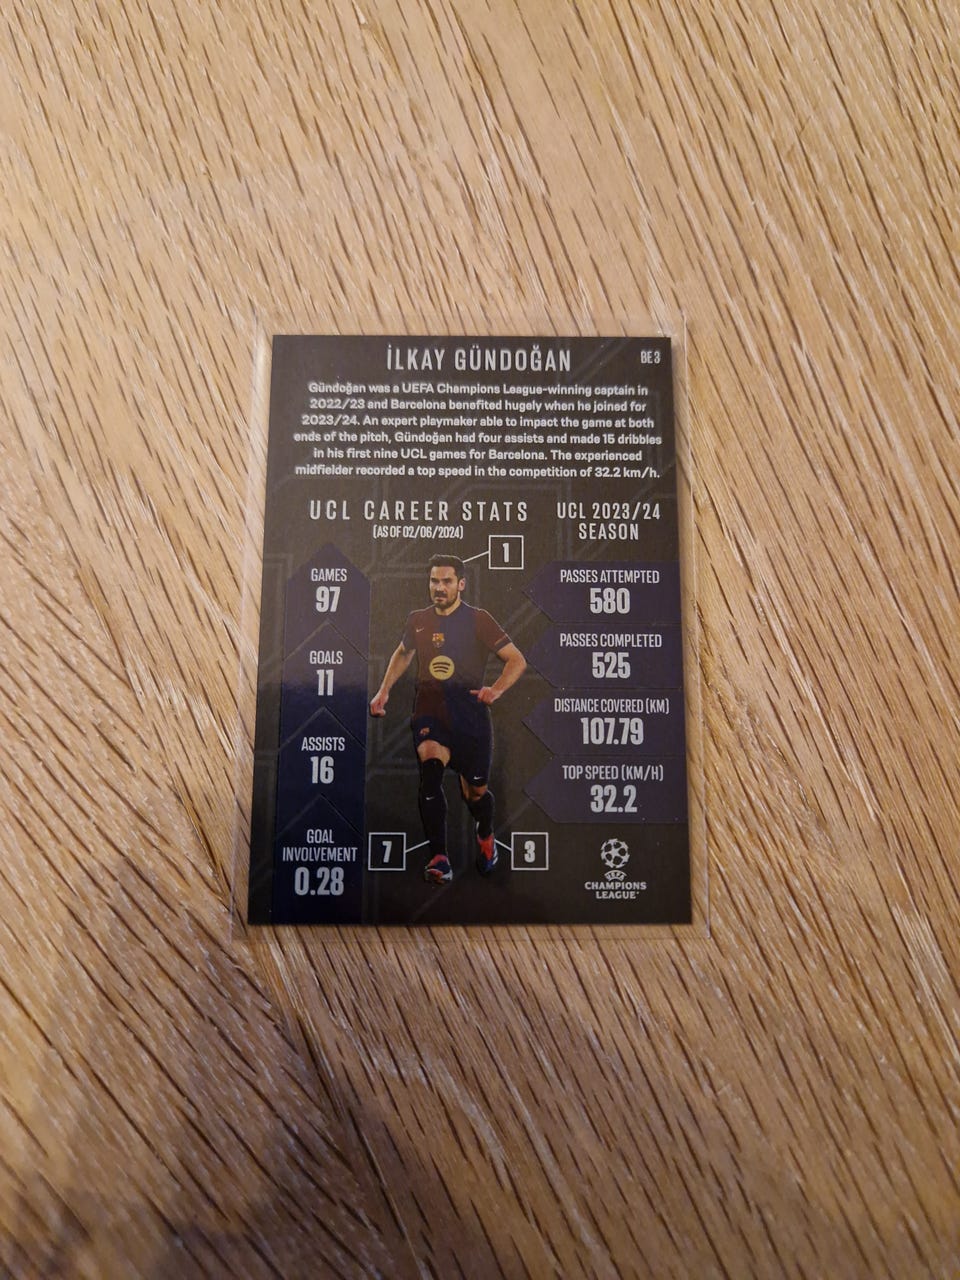 İLKAY GÜNDOĞAN
BE 3
Gündoğan was a UEFA Champions League-winning captain in
2022/23 and Barcelona benefited hugely when he joined for
2023/24. An expert playmaker able to impact the game at both
ends of the pitch, Gündoğan had four assists and made 15 dribbles
in his first nine UCL games for Barcelona. The experienced
midfielder recorded a top speed in the competition of 32.2 km/h.
UCL CAREER STATS
(AS OF 02/06/2024)
GAMES
97
GOALS
11
ASSISTS
16
GOAL
INVOLVEMENT
0.28
1
7
3
UCL 2023/24
SEASON
PASSES ATTEMPTED
580
PASSES COMPLETED
525
DISTANCE COVERED (KM)
107.79
TOP SPEED (KM/H)
32.2
UEFA
CHAMPIONS
LEAGUE